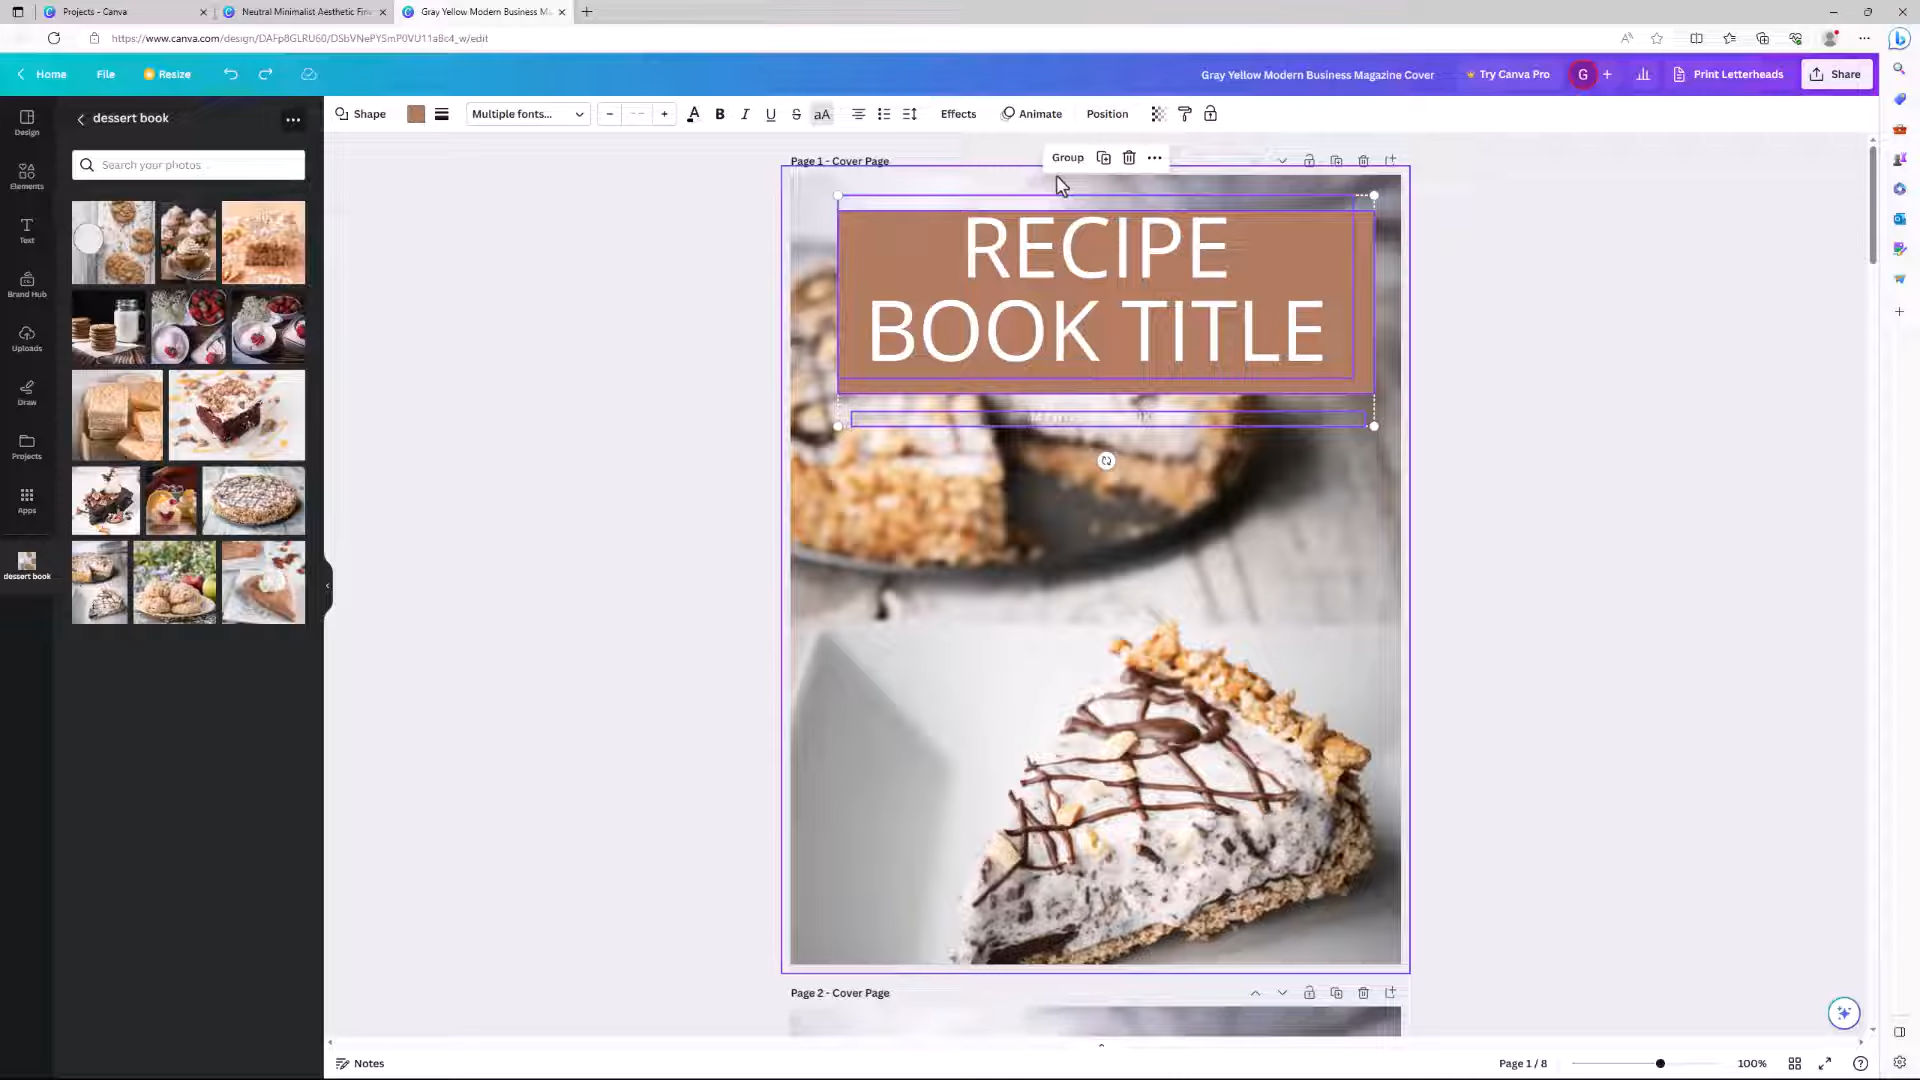 Projects - Canva
Neutral Minimalist Aesthetic Fin
Gray Yellow Modern Business M
https://www.canva.com/design/DAFp8GLRU60/DSbVNePYSmP0VU11a8c4_w/edit
Home
File
Resize
Gray Yellow Modern Business Magazine Cover
Try Canva Pro
G
Print Letterheads
Share
Design
Elements
Text
Brand Hub
Uploads
Draw
Projects
Apps
dessert book
dessert book
Search your photos
Shape
Multiple fonts...
B
I
U
S
aA
Effects
Animate
Position
Page 1 - Cover Page
Group
RECIPE
BOOK TITLE
Page 2 - Cover Page
Notes
Page 1 / 8
100%